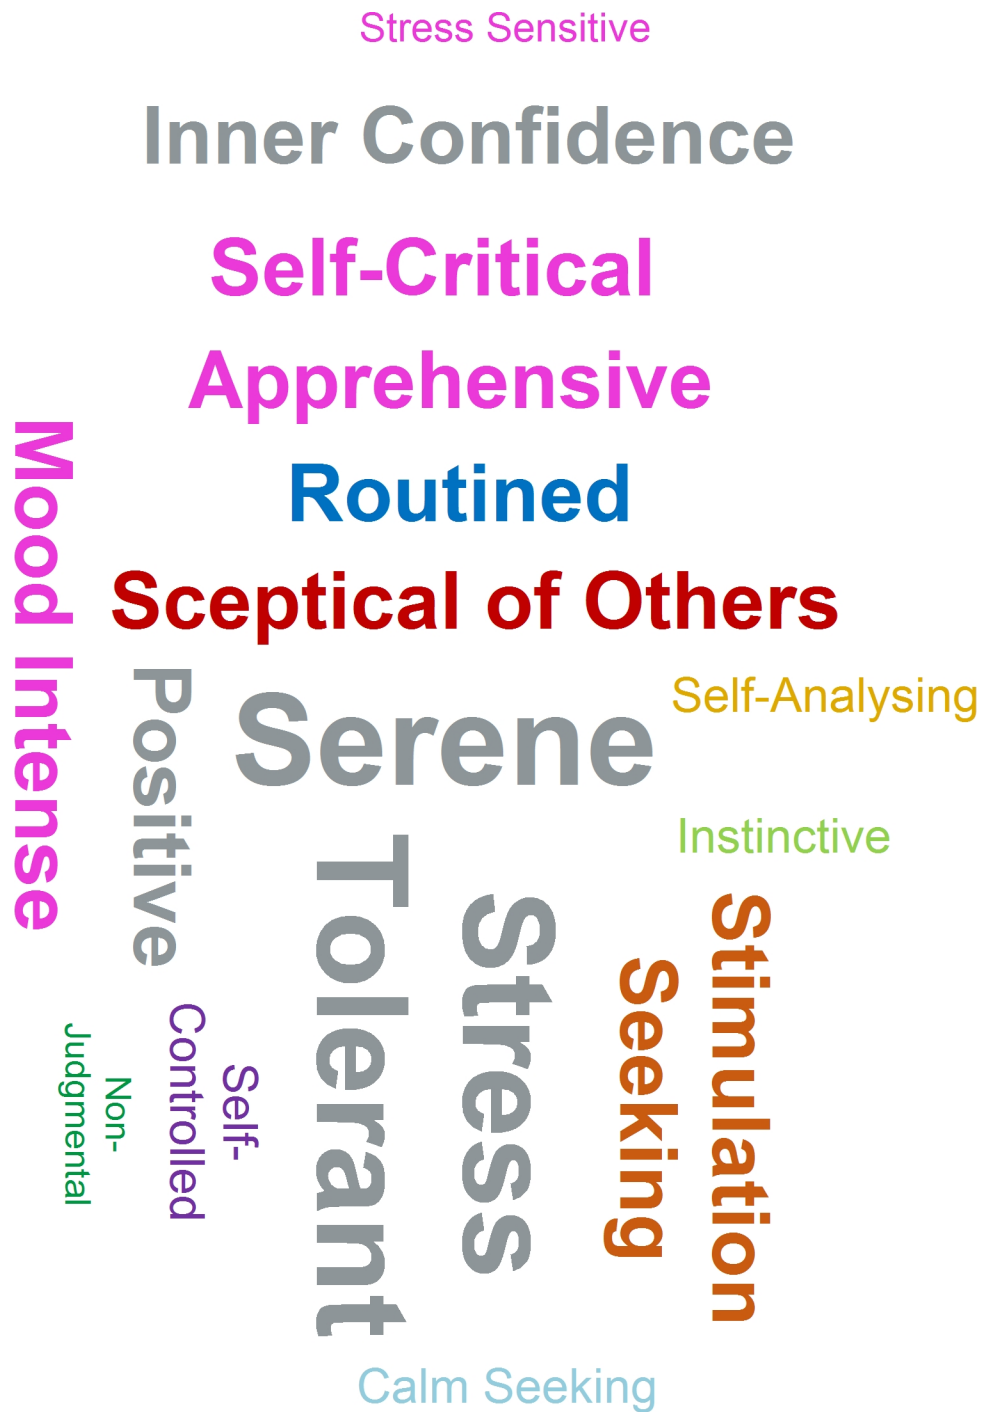 Stress Sensitive
Inner Confidence
Self-Critical
Apprehensive
Routined
Sceptical of Others
Mood Intense
Positive
Serene
Self-Analysing
Instinctive
Stress
Tolerant
Stimulation
Seeking
Self-
Controlled
Non-
Judgmental
Calm Seeking